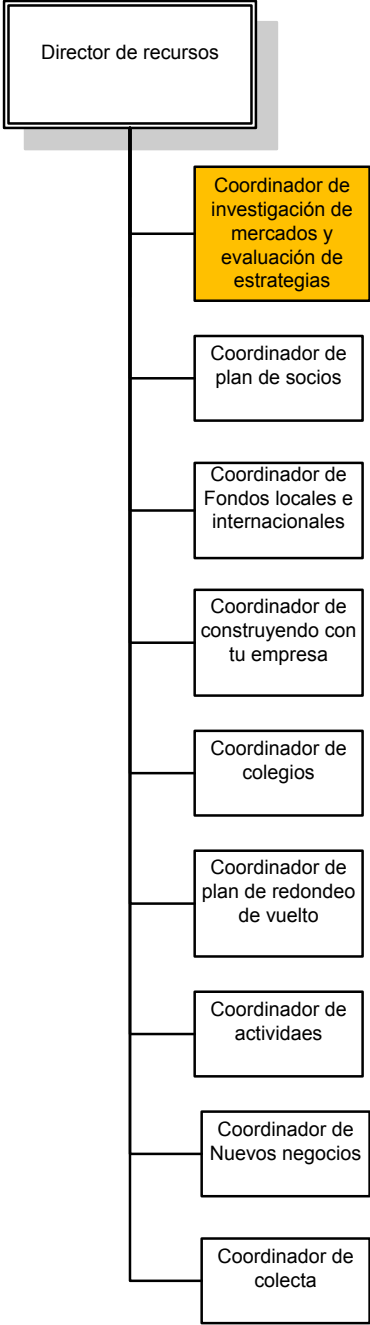 Director de recursos
Coordinador de
investigación de
mercados y
evaluación de
estrategias
Coordinador de
plan de socios
Coordinador de
Fondos locales e
internacionales
Coordinador de
construyendo con
tu empresa
Coordinador de
colegios
Coordinador de
plan de redondeo
de vuelto
Coordinador de
actividaes
Coordinador de
Nuevos negocios
Coordinador de
colecta